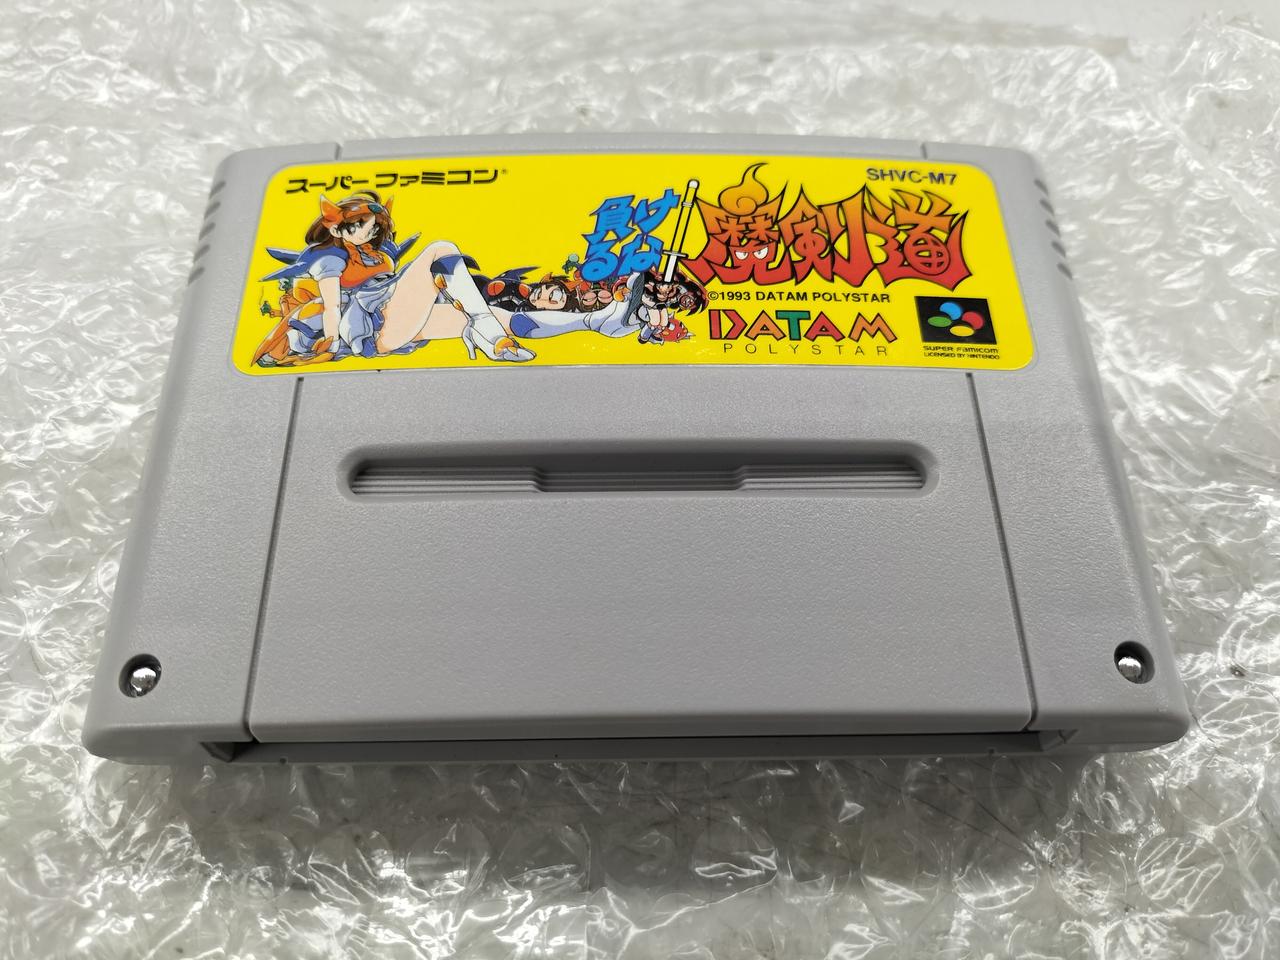 スーパーファミコン®
SHVC-M7
負けるな
魔剣道
©1993 DATAM POLYSTAR
DATAM
POLYSTAR
SUPER FAMICOM
LICENSED BY NINTENDO